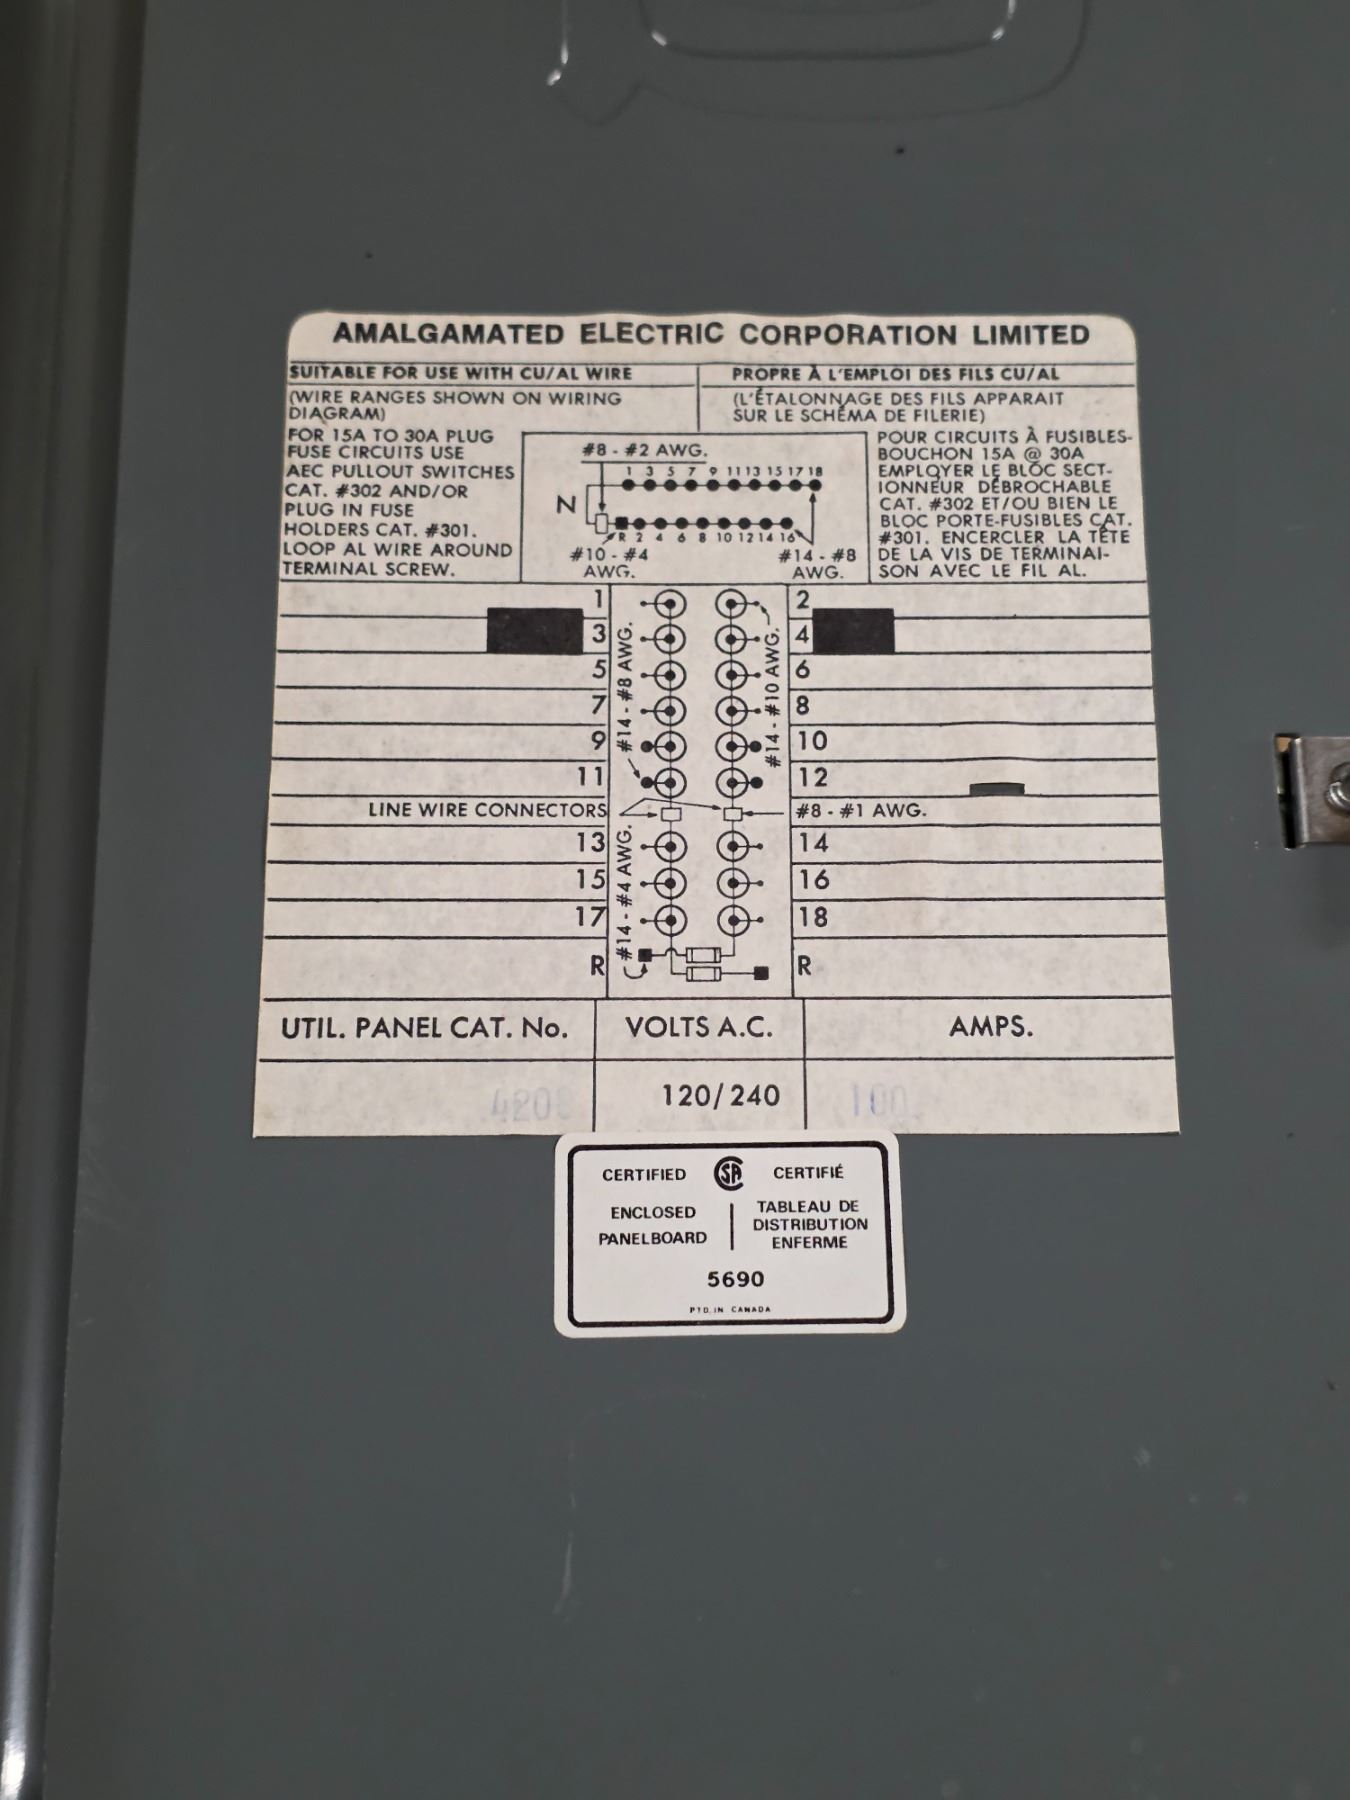 AMALGAMATED ELECTRIC CORPORATION LIMITED
SUITABLE FOR USE WITH CU/AL WIRE
(WIRE RANGES SHOWN ON WIRING
DIAGRAM)
PROPRE À L'EMPLOI DES FILS CU/AL
(L'ÉTALONNAGE DES FILS APPARAIT
SUR LE SCHÉMA DE FILERIE)
FOR 15A TO 30A PLUG
FUSE CIRCUITS USE
AEC PULLOUT SWITCHES
CAT. #302 AND/OR
PLUG IN FUSE
HOLDERS CAT. #301.
LOOP AL WIRE AROUND
TERMINAL SCREW.
#8 - #2 AWG.
1 3 5 7 9 11 13 15 17 18
N
R 2 4 6 8 10 12 14 16
#10 - #4
AWG.
#14 - #8
AWG.
POUR CIRCUITS À FUSIBLES-
BOUCHON 15A @ 30A
EMPLOYER LE BLOC SECT-
IONNEUR DÉBROCHABLE
CAT. #302 ET/OU BIEN LE
BLOC PORTE-FUSIBLES CAT.
#301. ENCERCLER LA TÊTE
DE LA VIS DE TERMINAI-
SON AVEC LE FIL AL.
1 2
3 4
5 6
7 8
9 10
11 12
#14 - #8 AWG.
#14 - #10 AWG.
LINE WIRE CONNECTORS
#8 - #1 AWG.
13 14
15 16
17 18
#14 - #4 AWG.
R R
UTIL. PANEL CAT. No. VOLTS A.C. AMPS.
120/240 100
CERTIFIED CSA CERTIFIÉ
ENCLOSED
PANELBOARD
TABLEAU DE
DISTRIBUTION
ENFERME
5690
PTD. IN CANADA